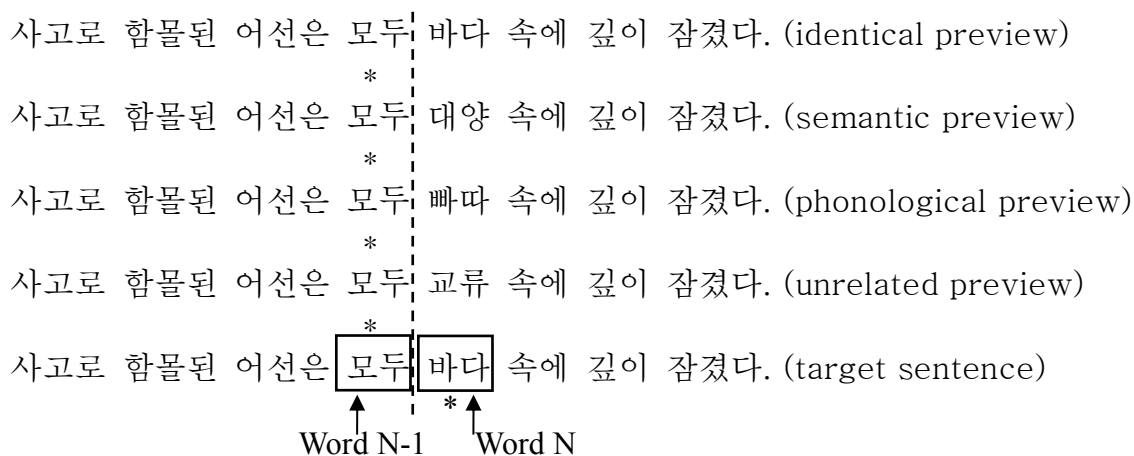 사고로 함몰된 어선은 모두 바다 속에 깊이 잠겼다. (identical preview)
*
사고로 함몰된 어선은 모두 대양 속에 깊이 잠겼다. (semantic preview)
*
사고로 함몰된 어선은 모두 빠따 속에 깊이 잠겼다. (phonological preview)
*
사고로 함몰된 어선은 모두 교류 속에 깊이 잠겼다. (unrelated preview)
*
사고로 함몰된 어선은 모두 바다 속에 깊이 잠겼다. (target sentence)
*
Word N-1 Word N